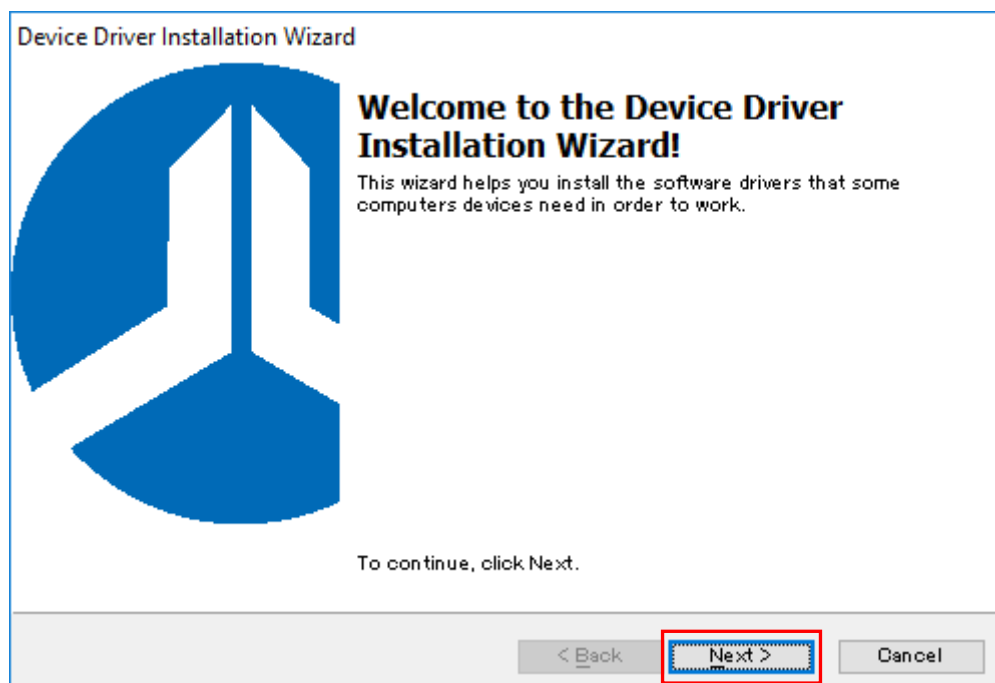 Device Driver Installation Wizard
Welcome to the Device Driver
Installation Wizard!
This wizard helps you install the software drivers that some
computers devices need in order to work.
To continue, click Next.
< Back
Next >
Cancel